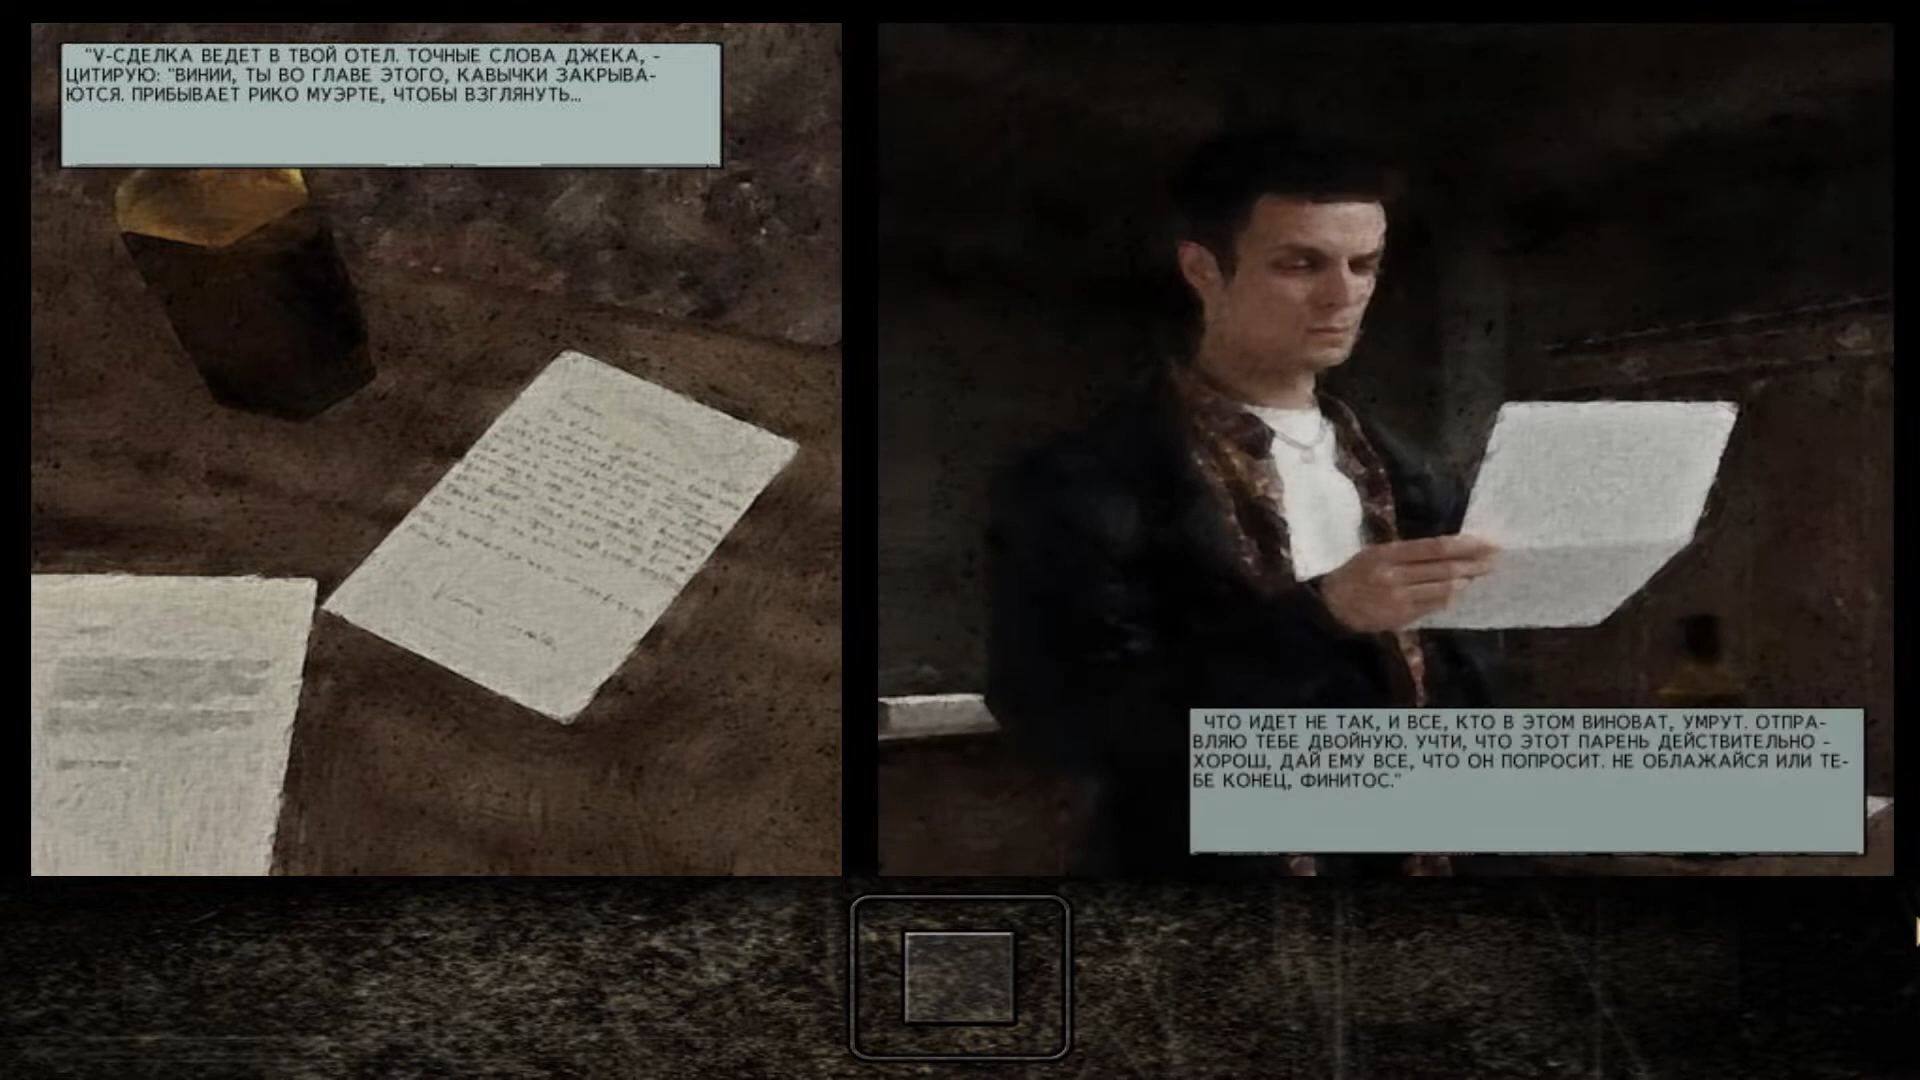 "V-СДЕЛКА ВЕДЕТ В ТВОЙ ОТЕЛ. ТОЧНЫЕ СЛОВА ДЖЕКА, -
ЦИТИРУЮ: "ВИНИИ, ТЫ ВО ГЛАВЕ ЭТОГО, КАВЫЧКИ ЗАКРЫВА-
ЮТСЯ. ПРИБЫВАЕТ РИКО МУЭРТЕ, ЧТОБЫ ВЗГЛЯНУТЬ...
ЧТО ИДЕТ НЕ ТАК, И ВСЕ, КТО В ЭТОМ ВИНОВАТ, УМРУТ. ОТПРА-
ВЛЯЮ ТЕБЕ ДВОЙНУЮ. УЧТИ, ЧТО ЭТОТ ПАРЕНЬ ДЕЙСТВИТЕЛЬНО -
ХОРОШ, ДАЙ ЕМУ ВСЕ, ЧТО ОН ПОПРОСИТ. НЕ ОБЛАЖАЙСЯ ИЛИ ТЕ-
БЕ КОНЕЦ, ФИНИТОС."